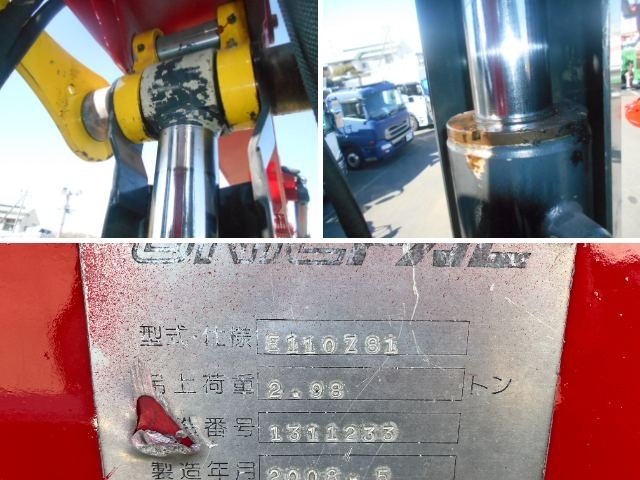 型式・仕様 E110Z81
吊上荷重 2.98 トン
番号 1311233
製造年月 2008.5